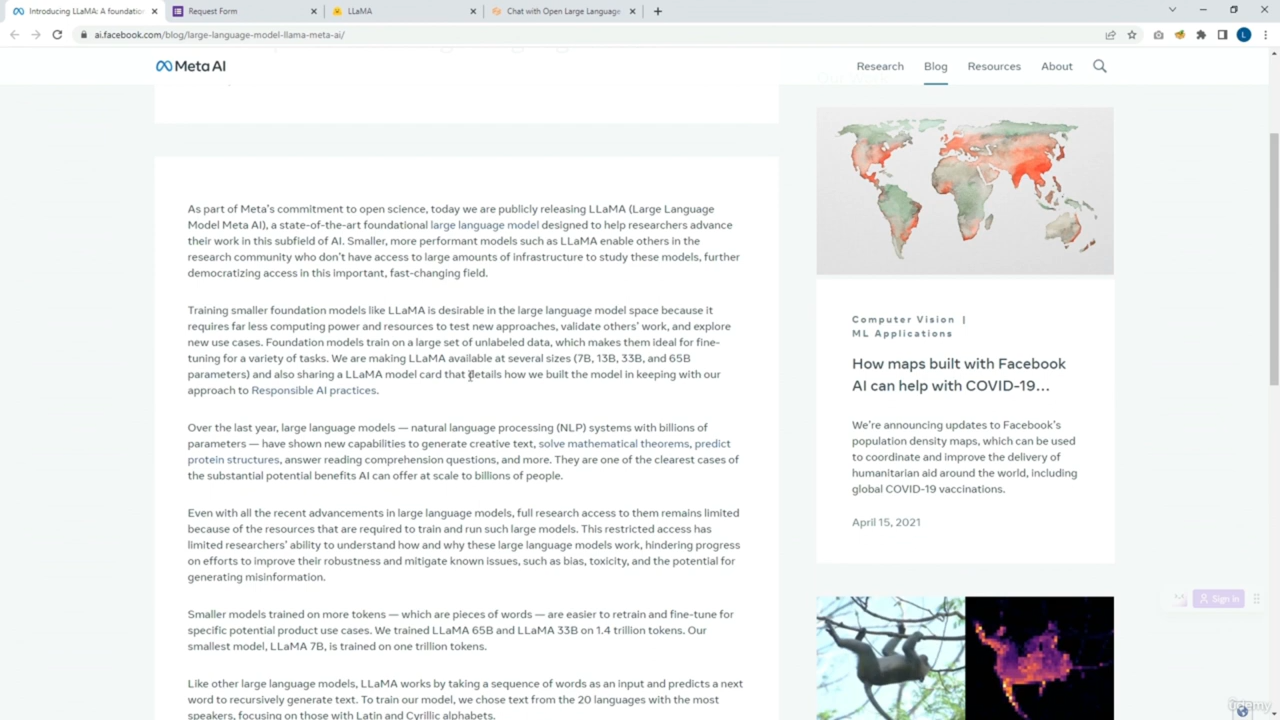 Introducing LLaMA: A foundatio
Request Form
LLaMA
Chat with Open Large Language
ai.facebook.com/blog/large-language-model-llama-meta-ai/
L
Meta AI
Research
Blog
Resources
About
As part of Meta's commitment to open science, today we are publicly releasing LLaMA (Large Language
Model Meta AI), a state-of-the-art foundational large language model designed to help researchers advance
their work in this subfield of AI. Smaller, more performant models such as LLaMA enable others in the
research community who don't have access to large amounts of infrastructure to study these models, further
democratizing access in this important, fast-changing field.
Training smaller foundation models like LLaMA is desirable in the large language model space because it
requires far less computing power and resources to test new approaches, validate others' work, and explore
new use cases. Foundation models train on a large set of unlabeled data, which makes them ideal for fine-
tuning for a variety of tasks. We are making LLaMA available at several sizes (7B, 13B, 33B, and 65B
parameters) and also sharing a LLaMA model card that details how we built the model in keeping with our
approach to Responsible AI practices.
Over the last year, large language models — natural language processing (NLP) systems with billions of
parameters — have shown new capabilities to generate creative text, solve mathematical theorems, predict
protein structures, answer reading comprehension questions, and more. They are one of the clearest cases of
the substantial potential benefits AI can offer at scale to billions of people.
Even with all the recent advancements in large language models, full research access to them remains limited
because of the resources that are required to train and run such large models. This restricted access has
limited researchers' ability to understand how and why these large language models work, hindering progress
on efforts to improve their robustness and mitigate known issues, such as bias, toxicity, and the potential for
generating misinformation.
Smaller models trained on more tokens — which are pieces of words — are easier to retrain and fine-tune for
specific potential product use cases. We trained LLaMA 65B and LLaMA 33B on 1.4 trillion tokens. Our
smallest model, LLaMA 7B, is trained on one trillion tokens.
Like other large language models, LLaMA works by taking a sequence of words as an input and predicts a next
word to recursively generate text. To train our model, we chose text from the 20 languages with the most
speakers, focusing on those with Latin and Cyrillic alphabets.
Computer Vision |
ML Applications
How maps built with Facebook
AI can help with COVID-19...
We're announcing updates to Facebook's
population density maps, which can be used
to coordinate and improve the delivery of
humanitarian aid around the world, including
global COVID-19 vaccinations.
April 15, 2021
Sign in
udemy